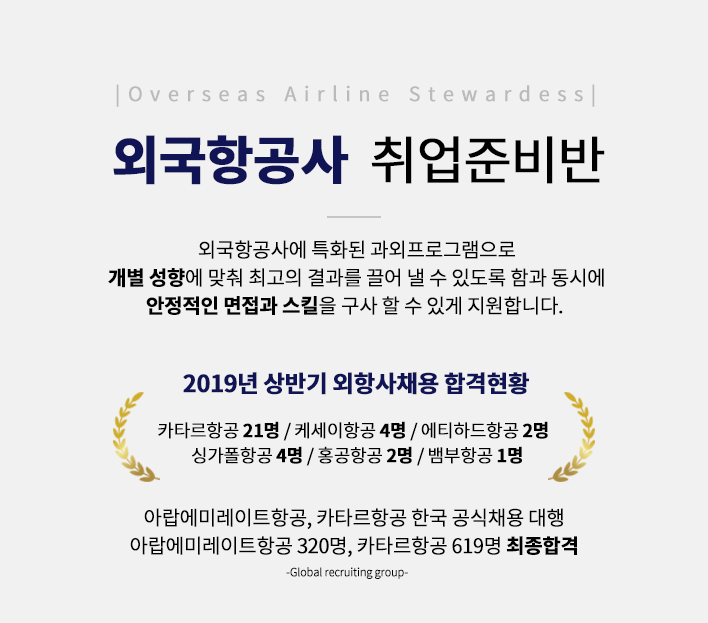 |Overseas Airline Stewardess|
외국항공사 취업준비반
외국항공사에 특화된 과외프로그램으로
개별 성향에 맞춰 최고의 결과를 끌어 낼 수 있도록 함과 동시에
안정적인 면접과 스킬을 구사 할 수 있게 지원합니다.
2019년 상반기 외항사채용 합격현황
카타르항공 21명 / 케세이항공 4명 / 에티하드항공 2명
싱가폴항공 4명 / 홍공항공 2명 / 뱀부항공 1명
아랍에미레이트항공, 카타르항공 한국 공식채용 대행
아랍에미레이트항공 320명, 카타르항공 619명 최종합격
-Global recruiting group-